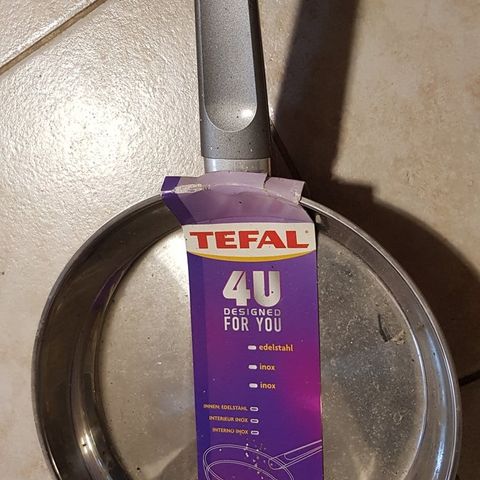 TEFAL
4U
DESIGNED
FOR YOU
edelstahl
inox
inox
INNEN: EDELSTAHL
INTERIEUR INOX
INTERNO INOX